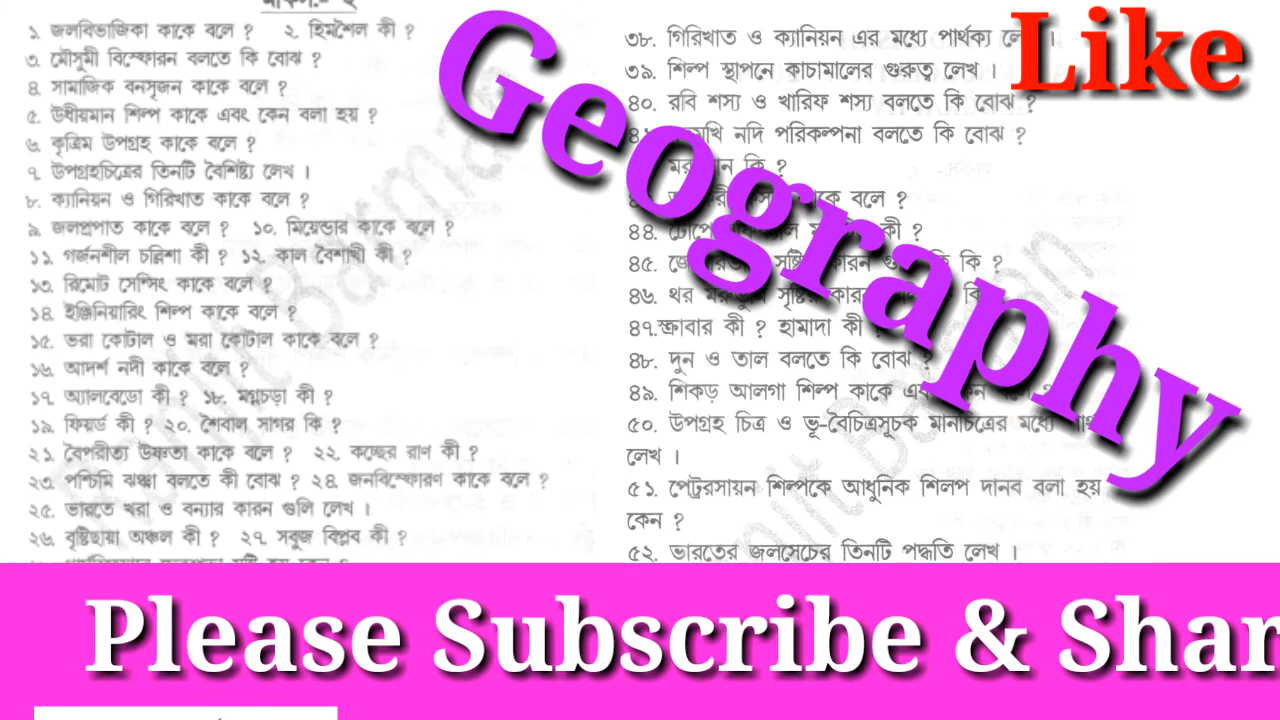 মার্কস:- ২
১. জলবিভাজিকা কাকে বলে ? ২. হিমশৈল কী ?
৩. মৌসুমী বিস্ফোরন বলতে কি বোঝ ?
৪. সামাজিক বনসৃজন কাকে বলে ?
৫. উধীয়মান শিল্প কাকে এবং কেন বলা হয় ?
৬. কৃত্রিম উপগ্রহ কাকে বলে ?
৭. উপগ্রহচিত্রের তিনটি বৈশিষ্ট্য লেখ ।
৮. ক্যানিয়ন ও গিরিখাত কাকে বলে ?
৯. জলপ্রপাত কাকে বলে ? ১০. মিয়েন্ডার কাকে বলে ?
১১. গর্জনশীল চল্লিশা কী ? ১২. কাল বৈশাখী কী ?
১৩. রিমোট সেন্সিং কাকে বলে ?
১৪. ইঞ্জিনিয়ারিং শিল্প কাকে বলে ?
১৫. ভরা কোটাল ও মরা কোটাল কাকে বলে ?
১৬. আদর্শ নদী কাকে বলে ?
১৭. অ্যালবেডো কী ? ১৮. মগ্নচড়া কী ?
১৯. ফিয়র্ড কী ? ২০. শৈবাল সাগর কি ?
২১. বৈপরীত্য উষ্ণতা কাকে বলে ? ২২. কচ্ছের রাণ কী ?
২৩. পশ্চিমি ঝঞ্ঝা বলতে কী বোঝ ? ২৪. জনবিস্ফোরণ কাকে বলে ?
২৫. ভারতে খরা ও বন্যার কারন গুলি লেখ ।
২৬. বৃষ্টিছায়া অঞ্চল কী ? ২৭. সবুজ বিপ্লব কী ?
৩৮. গিরিখাত ও ক্যানিয়ন এর মধ্যে পার্থক্য ।
৩৯. শিল্প স্থাপনে কাচামালের গুরুত্ব লেখ ।
৪০. রবি শস্য ও খারিফ শস্য বলতে কি বোঝ ?
নদি পরিকল্পনা বলতে কি বোঝ ?
কি ?
কাকে বলে ?
৪৪. কী ?
৪৫. কারন কি ?
৪৬. থর সৃষ্টির
৪৭. স্ক্রাবার কী ? হামাদা কী ?
৪৮. দুন ও তাল বলতে কি বোঝ ?
৪৯. শিকড় আলগা শিল্প কাকে
৫০. উপগ্রহ চিত্র ও ভূ-বৈচিত্রসূচক মানচিত্রের মধ্যে
লেখ ।
৫১. পেট্ররসায়ন শিল্পকে আধুনিক শিলপ দানব বলা হয়
কেন ?
৫২. ভারতের জলসেচের তিনটি পদ্ধতি লেখ ।
Geography
Like
Please Subscribe & Shar